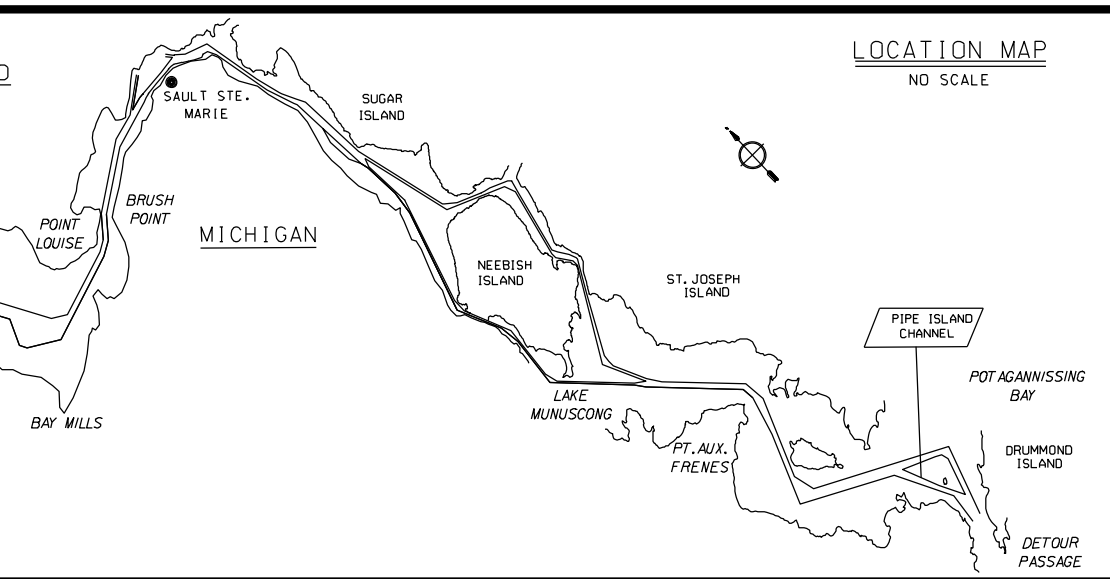 LOCATION MAP
NO SCALE
O
SAULT STE.
MARIE
SUGAR
ISLAND
BRUSH
POINT
POINT
LOUISE
MICHIGAN
NEEBISH
ISLAND
ST. JOSEPH
ISLAND
PIPE ISLAND
CHANNEL
POTAGANNISSING
BAY
BAY MILLS
LAKE
MUNUSCONG
PT. AUX.
FRENES
DRUMMOND
ISLAND
DETOUR
PASSAGE